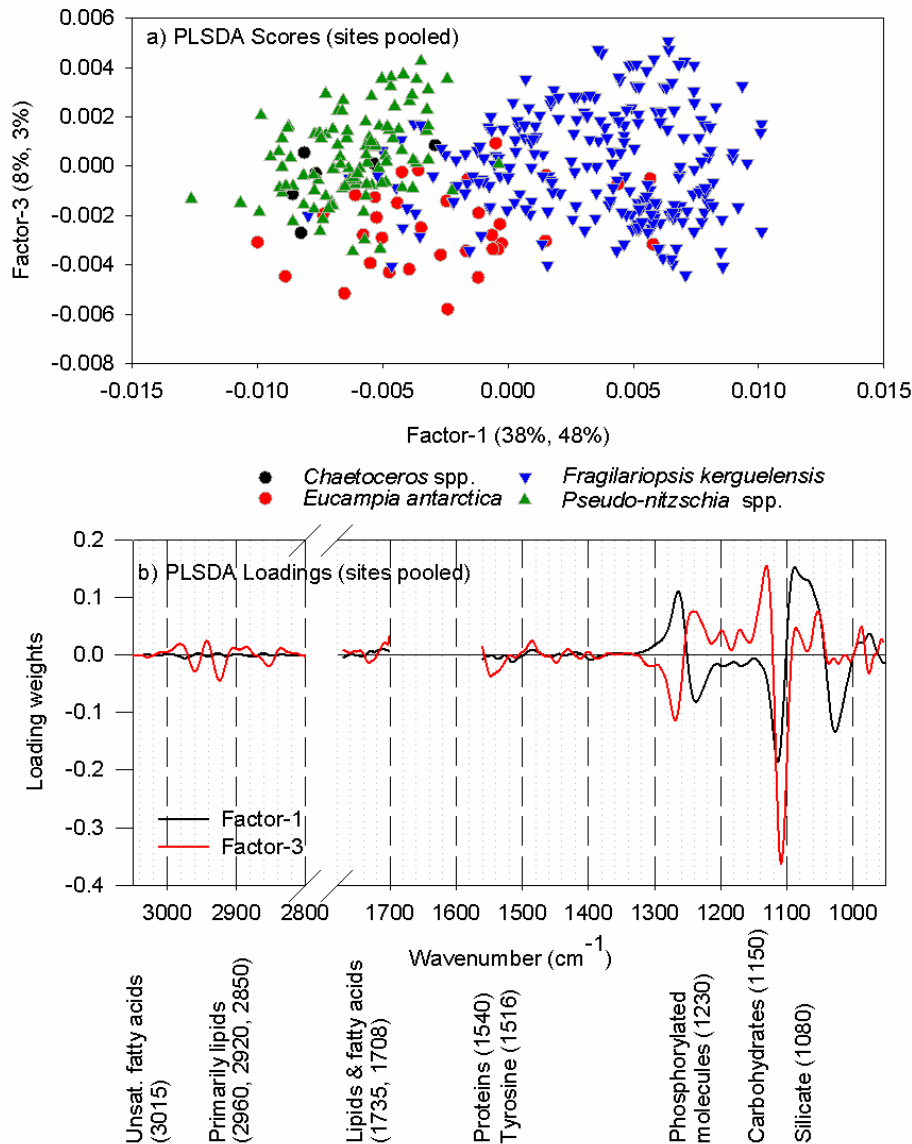 a) PLSDA Scores (sites pooled)
Factor-3 (8%, 3%)
0.006
0.004
0.002
0.000
-0.002
-0.004
-0.006
-0.008
-0.015
-0.010
-0.005
0.000
0.005
0.010
0.015
Factor-1 (38%, 48%)
Chaetoceros spp.
Fragilariopsis kerguelensis
Eucampia antarctica
Pseudo-nitzschia spp.
b) PLSDA Loadings (sites pooled)
Loading weights
0.2
0.1
0.0
-0.1
-0.2
-0.3
-0.4
Factor-1
Factor-3
3000
2900
2800
1700
1600
1500
1400
1300
1200
1100
1000
Wavenumber (cm-1)
Unsat. fatty acids
(3015)
Primarily lipids
(2960, 2920, 2850)
Lipids & fatty acids
(1735, 1708)
Proteins (1540)
Tyrosine (1516)
Phosphorylated
molecules (1230)
Carbohydrates (1150)
Silicate (1080)